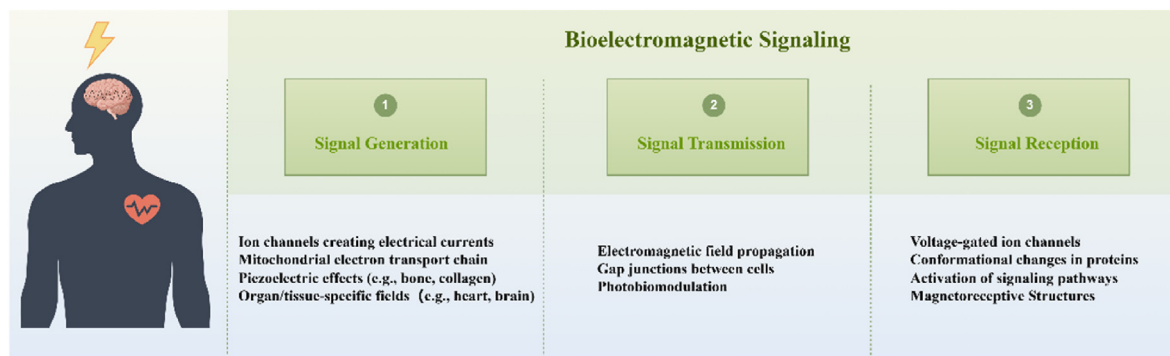 Bioelectromagnetic Signaling
1
Signal Generation
Ion channels creating electrical currents
Mitochondrial electron transport chain
Piezoelectric effects (e.g., bone, collagen)
Organ/tissue-specific fields (e.g., heart, brain)
2
Signal Transmission
Electromagnetic field propagation
Gap junctions between cells
Photobiomodulation
3
Signal Reception
Voltage-gated ion channels
Conformational changes in proteins
Activation of signaling pathways
Magnetoreceptive Structures